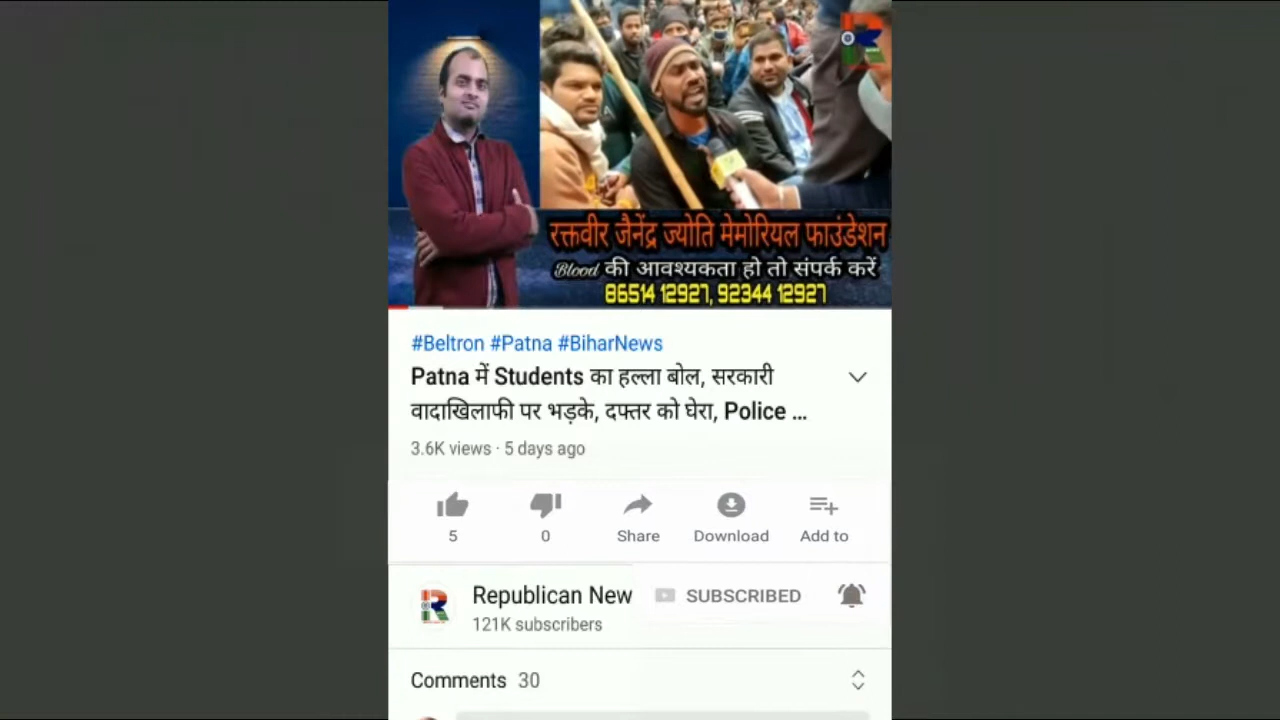 रक्तवीर जैनेंद्र ज्योति मेमोरियल फाउंडेशन
Blood की आवश्यकता हो तो संपर्क करें
86514 12927, 92344 12927
#Beltron #Patna #BiharNews
Patna में Students का हल्ला बोल, सरकारी
वादाखिलाफी पर भड़के, दफ्तर को घेरा, Police ...
3.6K views · 5 days ago
5 0 Share Download Add to
Republican New SUBSCRIBED
121K subscribers
Comments 30